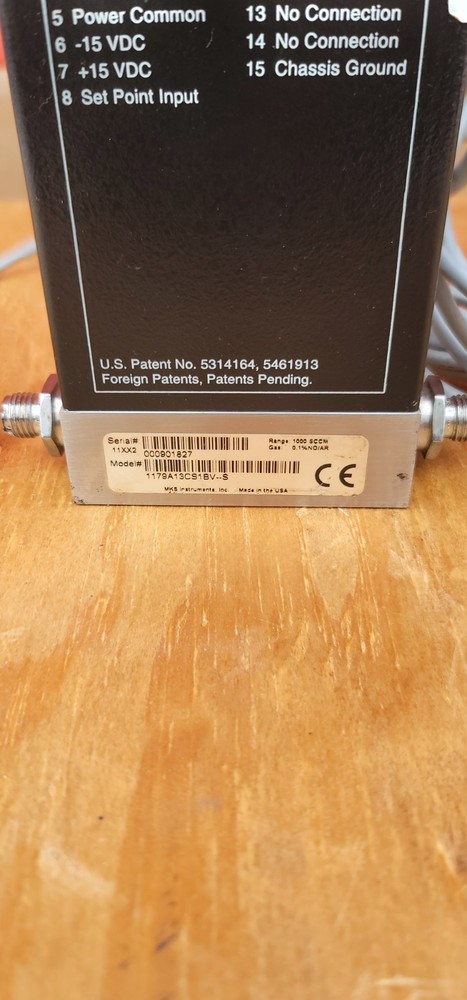 5 Power Common
6 -15 VDC
7 +15 VDC
8 Set Point Input
13 No Connection
14 No Connection
15 Chassis Ground
U.S. Patent No. 5314164, 5461913
Foreign Patents, Patents Pending.
Serial#
11XX2 000901827
Model#
1179A13CS1BV--S
Range: 1000 SCCM
Gas: 0.1%NO/AR
MKS Instruments, Inc. Made in the USA
CE